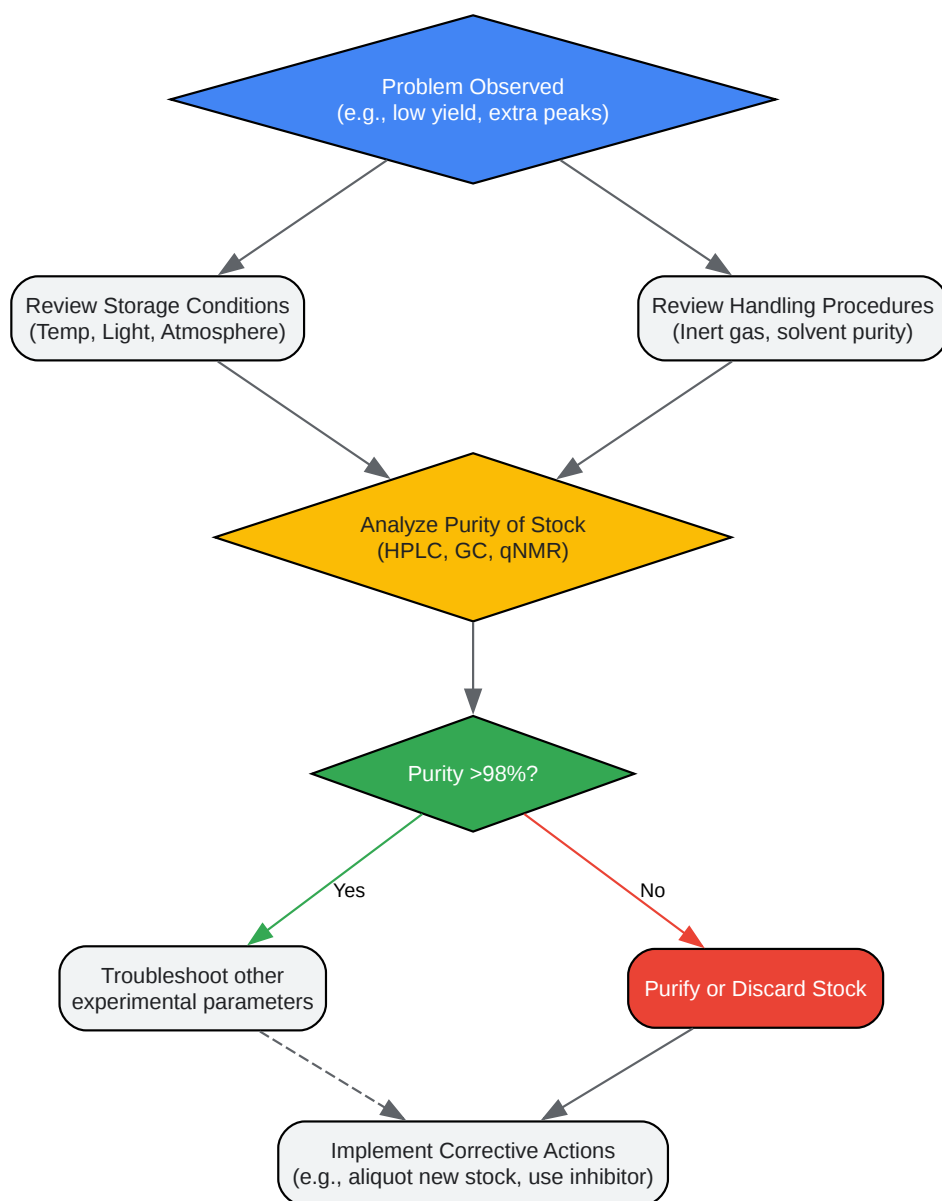 Problem Observed
(e.g., low yield, extra peaks)
Review Storage Conditions
(Temp, Light, Atmosphere)
Review Handling Procedures
(Inert gas, solvent purity)
Analyze Purity of Stock
(HPLC, GC, qNMR)
Purity >98%?
Yes
No
Troubleshoot other
experimental parameters
Purify or Discard Stock
Implement Corrective Actions
(e.g., aliquot new stock, use inhibitor)